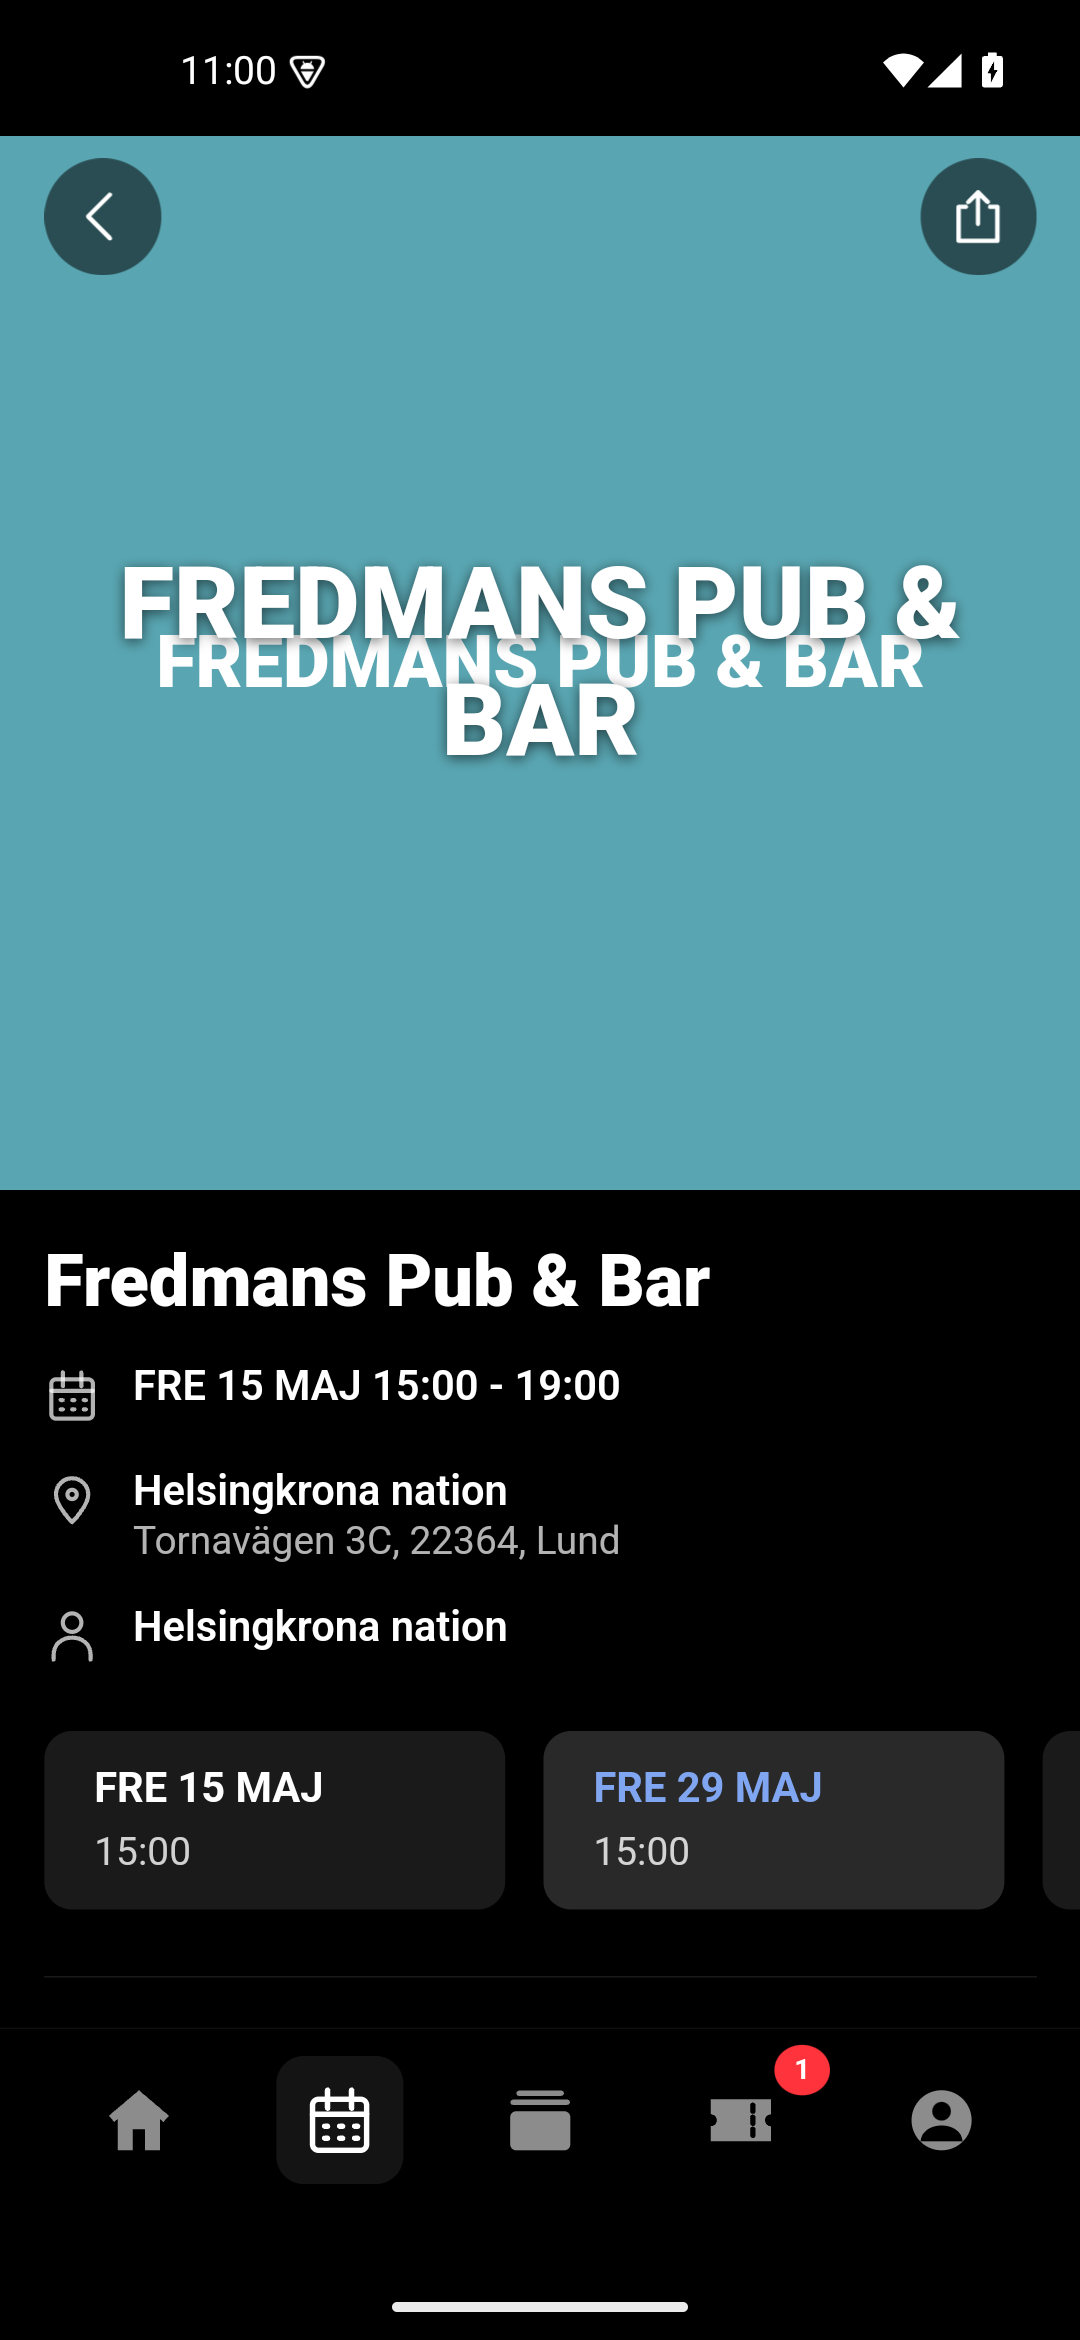 11:00
FREDMANS PUB &
FREDMANS PUB & BAR
BAR
Fredmans Pub & Bar
FRE 15 MAJ 15:00 - 19:00
Helsingkrona nation
Tornavägen 3C, 22364, Lund
Helsingkrona nation
FRE 15 MAJ
15:00
FRE 29 MAJ
15:00
1